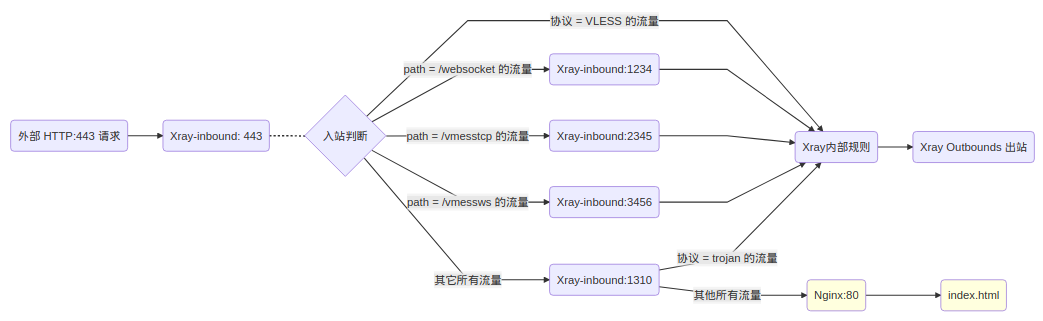 协议 = VLESS 的流量
path = /websocket 的流量
Xray-inbound:1234
外部 HTTP:443 请求
Xray-inbound: 443
入站判断
path = /vmesstcp 的流量
Xray-inbound:2345
Xray内部规则
Xray Outbounds 出站
path = /vmessws 的流量
Xray-inbound:3456
协议 = trojan 的流量
其它所有流量
Xray-inbound:1310
其他所有流量
Nginx:80
index.html